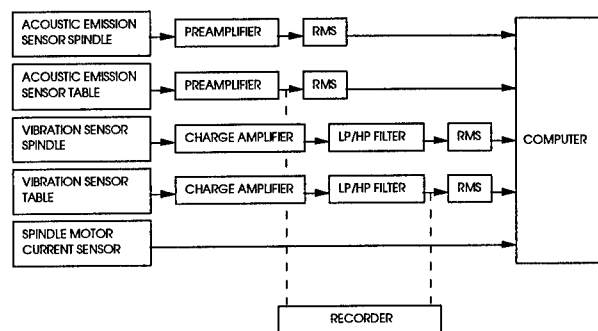 ACOUSTIC EMISSION
SENSOR SPINDLE
PREAMPLIFIER
RMS
ACOUSTIC EMISSION
SENSOR TABLE
PREAMPLIFIER
RMS
VIBRATION SENSOR
SPINDLE
CHARGE AMPLIFIER
LP/HP FILTER
RMS
COMPUTER
VIBRATION SENSOR
TABLE
CHARGE AMPLIFIER
LP/HP FILTER
RMS
SPINDLE MOTOR
CURRENT SENSOR
RECORDER